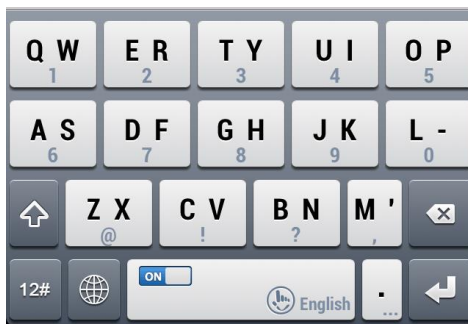 Q W E R T Y U I O P
1 2 3 4 5
A S D F G H J K L -
6 7 8 9 0
Z X C V B N M '
@ ! ? ,
12# ON English . ...